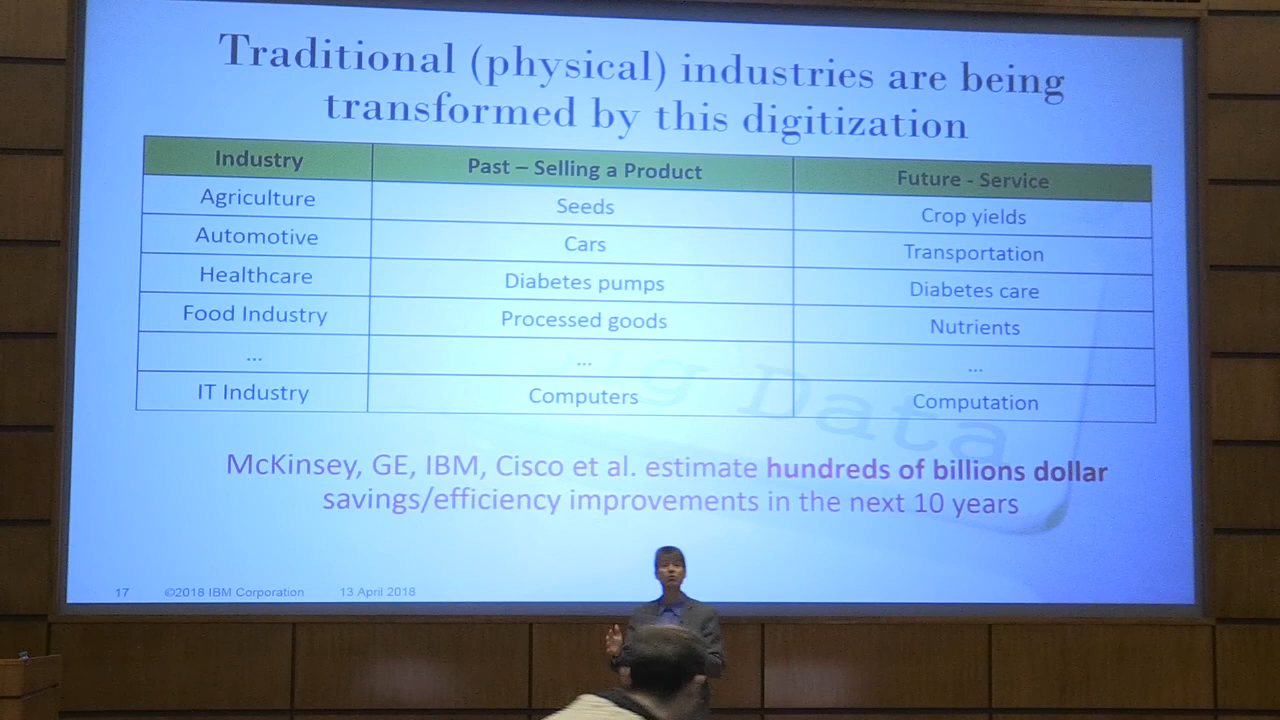 Traditional (physical) industries are being
transformed by this digitization
Industry Past – Selling a Product Future - Service
Agriculture Seeds Crop yields
Automotive Cars Transportation
Healthcare Diabetes pumps Diabetes care
Food Industry Processed goods Nutrients
... ... ...
IT Industry Computers Computation
Data
McKinsey, GE, IBM, Cisco et al. estimate hundreds of billions dollar
savings/efficiency improvements in the next 10 years
17 ©2018 IBM Corporation 13 April 2018